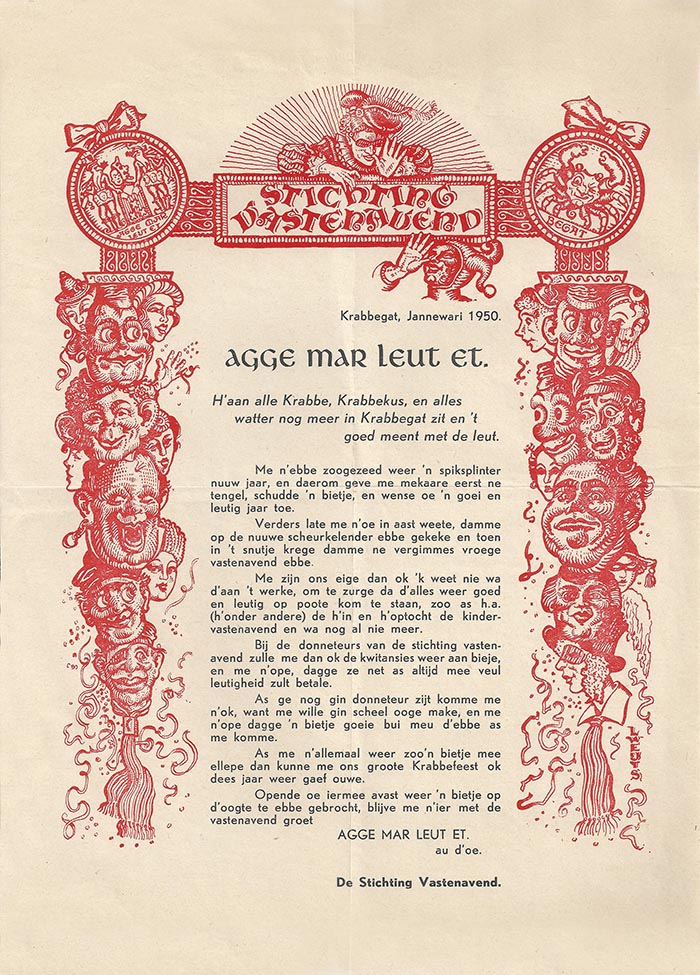 AGGE MAR
LEUT ET
STICHTING
VASTENAVEND
BEGAT
Krabbegat, Jannewari 1950.
AGGE MAR LEUT ET.
H'aan alle Krabbe, Krabbekus, en alles
watter nog meer in Krabbegat zit en 't
goed meent met de leut.
Me n'ebbe zoogezeed weer 'n spiksplinter
nuuw jaar, en daerom geve me mekaare eerst ne
tengel, schudde 'n bietje, en wense oe 'n goei en
leutig jaar toe.
Verders late me n'oe in aast weete, damme
op de nuuwe scheurkelender ebbe gekeke en toen
in 't snutje krege damme ne vergimmes vroege
vastenavend ebbe.
Me zijn ons eige dan ok 'k weet nie wa
d'aan 't werke, om te zurge da d'alles weer goed
en leutig op poote kom te staan, zoo as h.a.
(h'onder andere) de h'in en h'optocht de kinder-
vastenavend en wa nog al nie meer.
Bij de donneteurs van de stichting vasten-
avend zulle me dan ok de kwitansies weer aan bieje,
en me n'ope, dagge ze net as altijd mee veul
leutigheid zult betale.
As ge nog gin donneteur zijt komme me
n'ok, want me wille gin scheel ooge make, en me
n'ope dagge 'n bietje goeie bui meu d'ebbe as
me komme.
As me n'allemaal weer zoo'n bietje mee
ellepe dan kunne me ons groote Krabbefeest ok
dees jaar weer gaef ouwe.
Opende oe iermee avast weer 'n bietje op
d'oogte te ebbe gebrocht, blijve me n'ier met de
vastenavend groet
AGGE MAR LEUT ET.
au d'oe.
De Stichting Vastenavend.